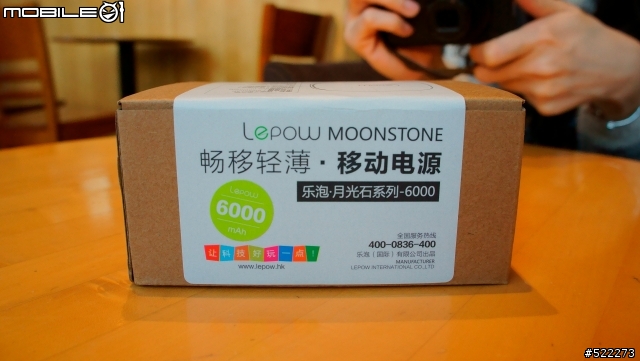 MOBILE01
Lepow MOONSTONE
畅移轻薄·移动电源
乐泡·月光石系列-6000
Lepow
6000
mAh
让科技好玩一点!
www.lepow.hk
全国服务热线
400-0836-400
乐泡(国际)有限公司出品
MANUFACTURER
LEPOW INTERNATIONAL CO.,LTD
#522273